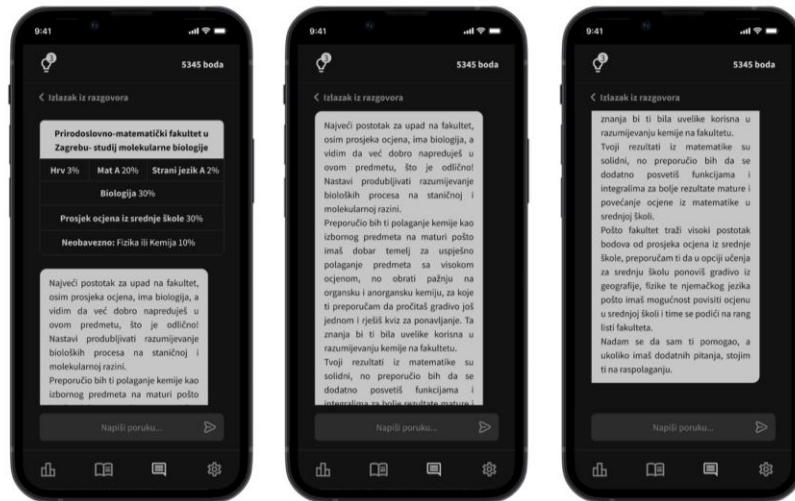 9:41
3
5345 boda
< Izlazak iz razgovora
Prirodoslovno-matematički fakultet u
Zagrebu- studij molekularne biologije
Hrv 3%
Mat A 20%
Strani jezik A 2%
Biologija 30%
Prosjek ocjena iz srednje škole 30%
Neobavezno: Fizika ili Kemija 10%
Najveći postotak za upad na fakultet,
osim prosjeka ocjena, ima biologija, a
vidim da već dobro napreduješ u
ovom predmetu, što je odlično!
Nastavi produbljivati razumijevanje
bioloških procesa na staničnoj i
molekularnoj razini.
Preporučio bih ti polaganje kemije kao
izbornog predmeta na maturi pošto
Napiši poruku...
9:41
3
5345 boda
< Izlazak iz razgovora
Najveći postotak za upad na fakultet,
osim prosjeka ocjena, ima biologija, a
vidim da već dobro napreduješ u
ovom predmetu, što je odlično!
Nastavi produbljivati razumijevanje
bioloških procesa na staničnoj i
molekularnoj razini.
Preporučio bih ti polaganje kemije kao
izbornog predmeta na maturi pošto
imaš dobar temelj za uspješno
polaganje predmeta sa visokom
ocjenom, no obrati pažnju na
organsku i anorgansku kemiju, za koje
ti preporučam da pročitaš gradivo još
jednom i rješiš kviz za ponavljanje. Ta
znanja bi ti bila uvelike korisna u
razumijevanju kemije na fakultetu.
Tvoji rezultati iz matematike su
solidni, no preporučio bih da se
dodatno posvetiš funkcijama i
integralima za bolje rezultate mature i
Napiši poruku...
9:41
3
5345 boda
< Izlazak iz razgovora
znanja bi ti bila uvelike korisna u
razumijevanju kemije na fakultetu.
Tvoji rezultati iz matematike su
solidni, no preporučio bih da se
dodatno posvetiš funkcijama i
integralima za bolje rezultate mature i
povećanje ocjene iz matematike u
srednjoj školi.
Pošto fakultet traži visoki postotak
bodova od prosjeka ocjena iz srednje
škole, preporučam ti da u opciji učenja
za srednju školu ponoviš gradivo iz
geografije, fizike te njemačkog jezika
pošto imaš mogućnost povisiti ocjenu
u srednjoj školi i time se podići na rang
listi fakulteta.
Nadam se da sam ti pomogao, a
ukoliko imaš dodatnih pitanja, stojim
ti na raspolaganju.
Napiši poruku...